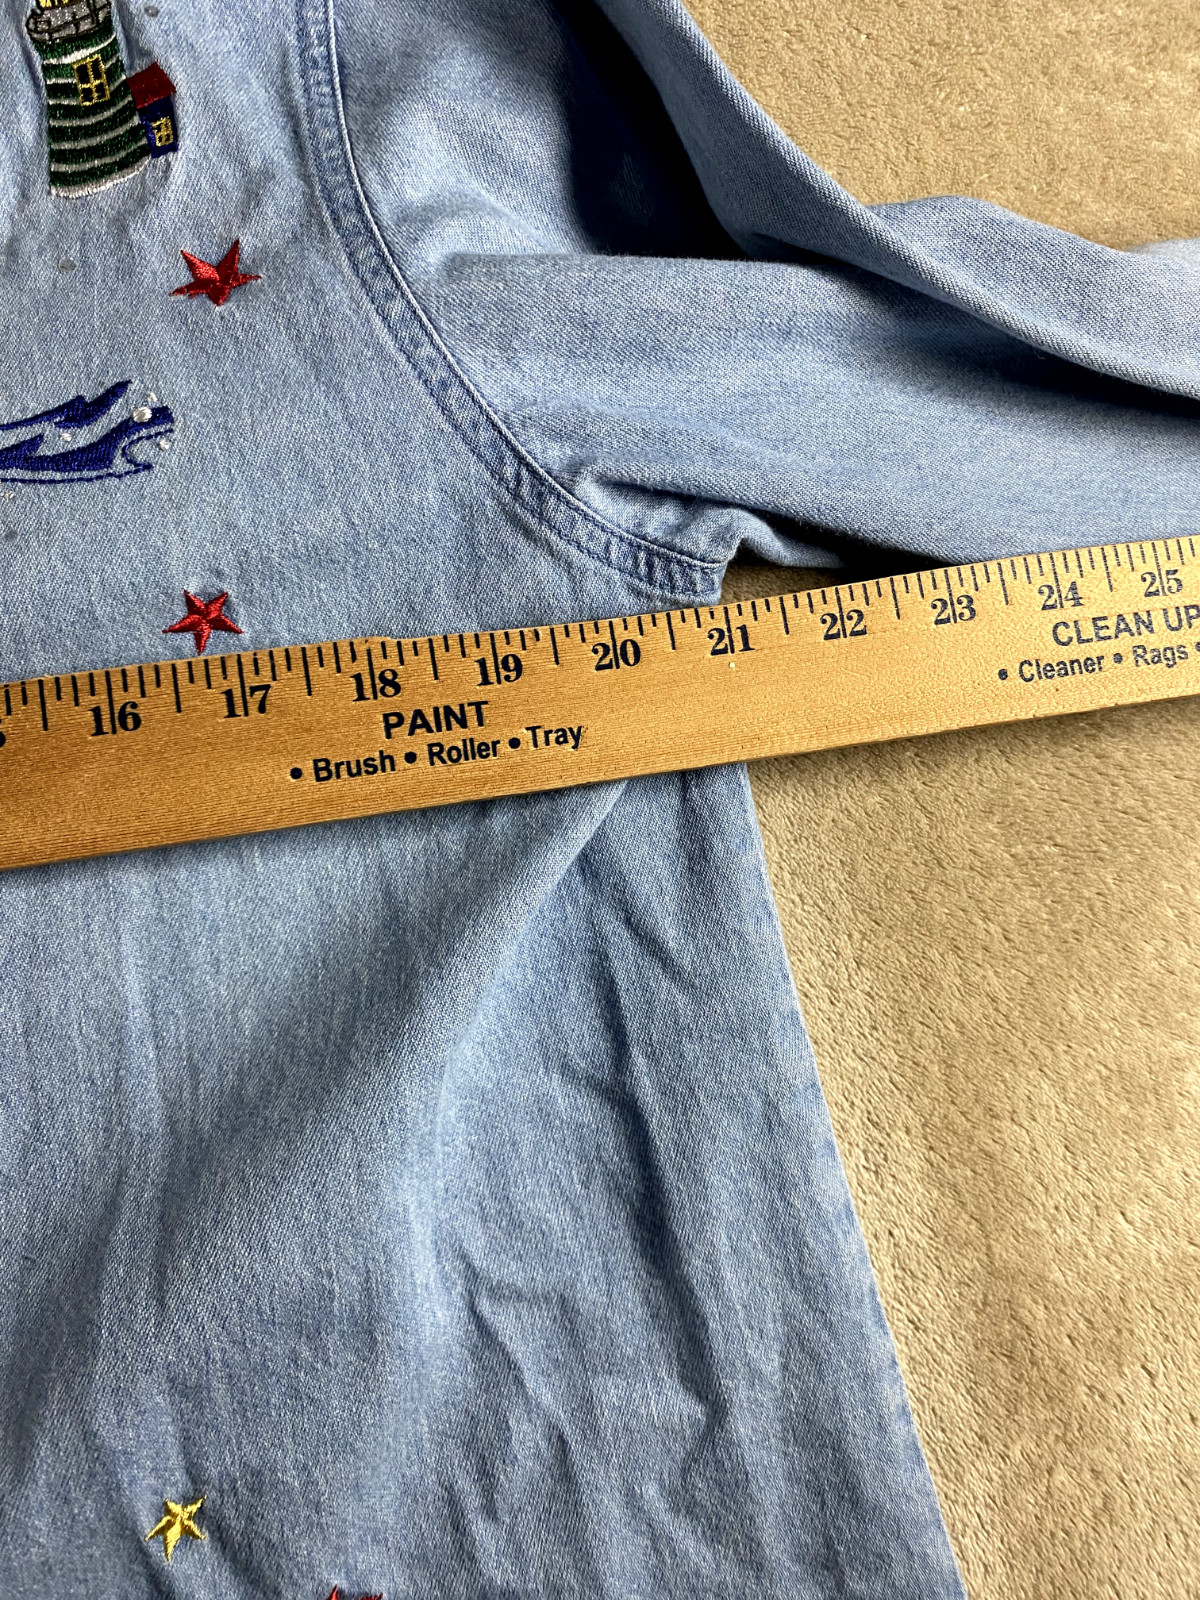 16 17 18 19 20 21 22 23 24 25
PAINT
• Brush • Roller • Tray
CLEAN UP
• Cleaner • Rags •